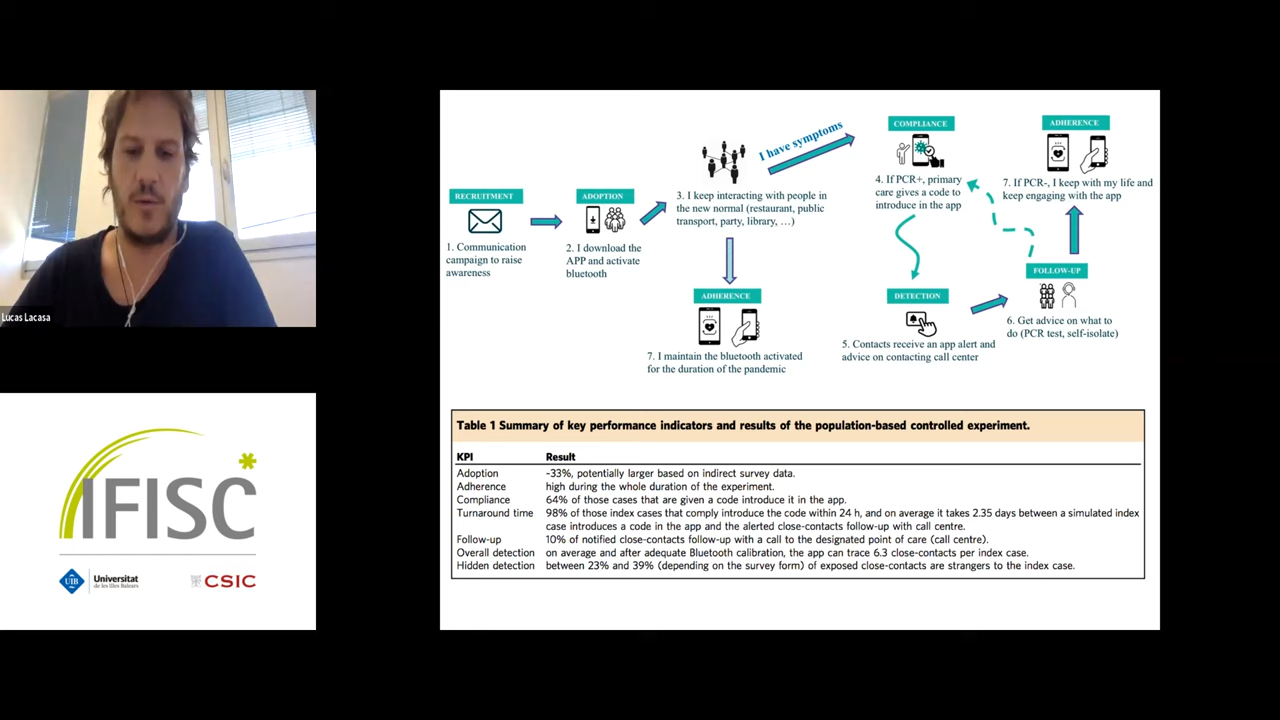 Lucas Lacasa
IFISC
UIB
Universitat
de les Illes Balears
CSIC
RECRUITMENT
1. Communication
campaign to raise
awareness
ADOPTION
2. I download the
APP and activate
bluetooth
3. I keep interacting with people in
the new normal (restaurant, public
transport, party, library, …)
I have symptoms
ADHERENCE
7. I maintain the bluetooth activated
for the duration of the pandemic
COMPLIANCE
4. If PCR+, primary
care gives a code to
introduce in the app
DETECTION
5. Contacts receive an app alert and
advice on contacting call center
FOLLOW-UP
6. Get advice on what to
do (PCR test, self-isolate)
ADHERENCE
7. If PCR-, I keep with my life and
keep engaging with the app
Table 1 Summary of key performance indicators and results of the population-based controlled experiment.
KPI Result
Adoption ~33%, potentially larger based on indirect survey data.
Adherence high during the whole duration of the experiment.
Compliance 64% of those cases that are given a code introduce it in the app.
Turnaround time 98% of those index cases that comply introduce the code within 24 h, and on average it takes 2.35 days between a simulated index
case introduces a code in the app and the alerted close-contacts follow-up with call centre.
Follow-up 10% of notified close-contacts follow-up with a call to the designated point of care (call centre).
Overall detection on average and after adequate Bluetooth calibration, the app can trace 6.3 close-contacts per index case.
Hidden detection between 23% and 39% (depending on the survey form) of exposed close-contacts are strangers to the index case.